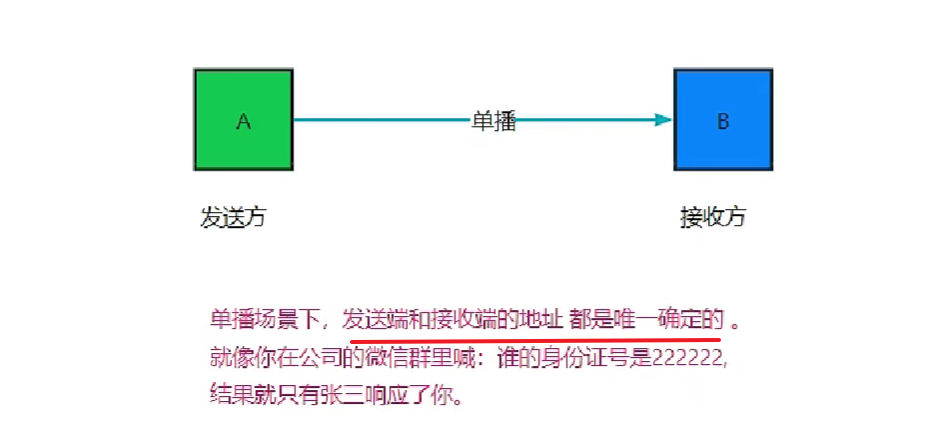 A 单播 B
发送方 接收方
单播场景下，发送端和接收端的地址 都是唯一确定的 。
就像你在公司的微信群里喊：谁的身份证号是222222,
结果就只有张三响应了你。